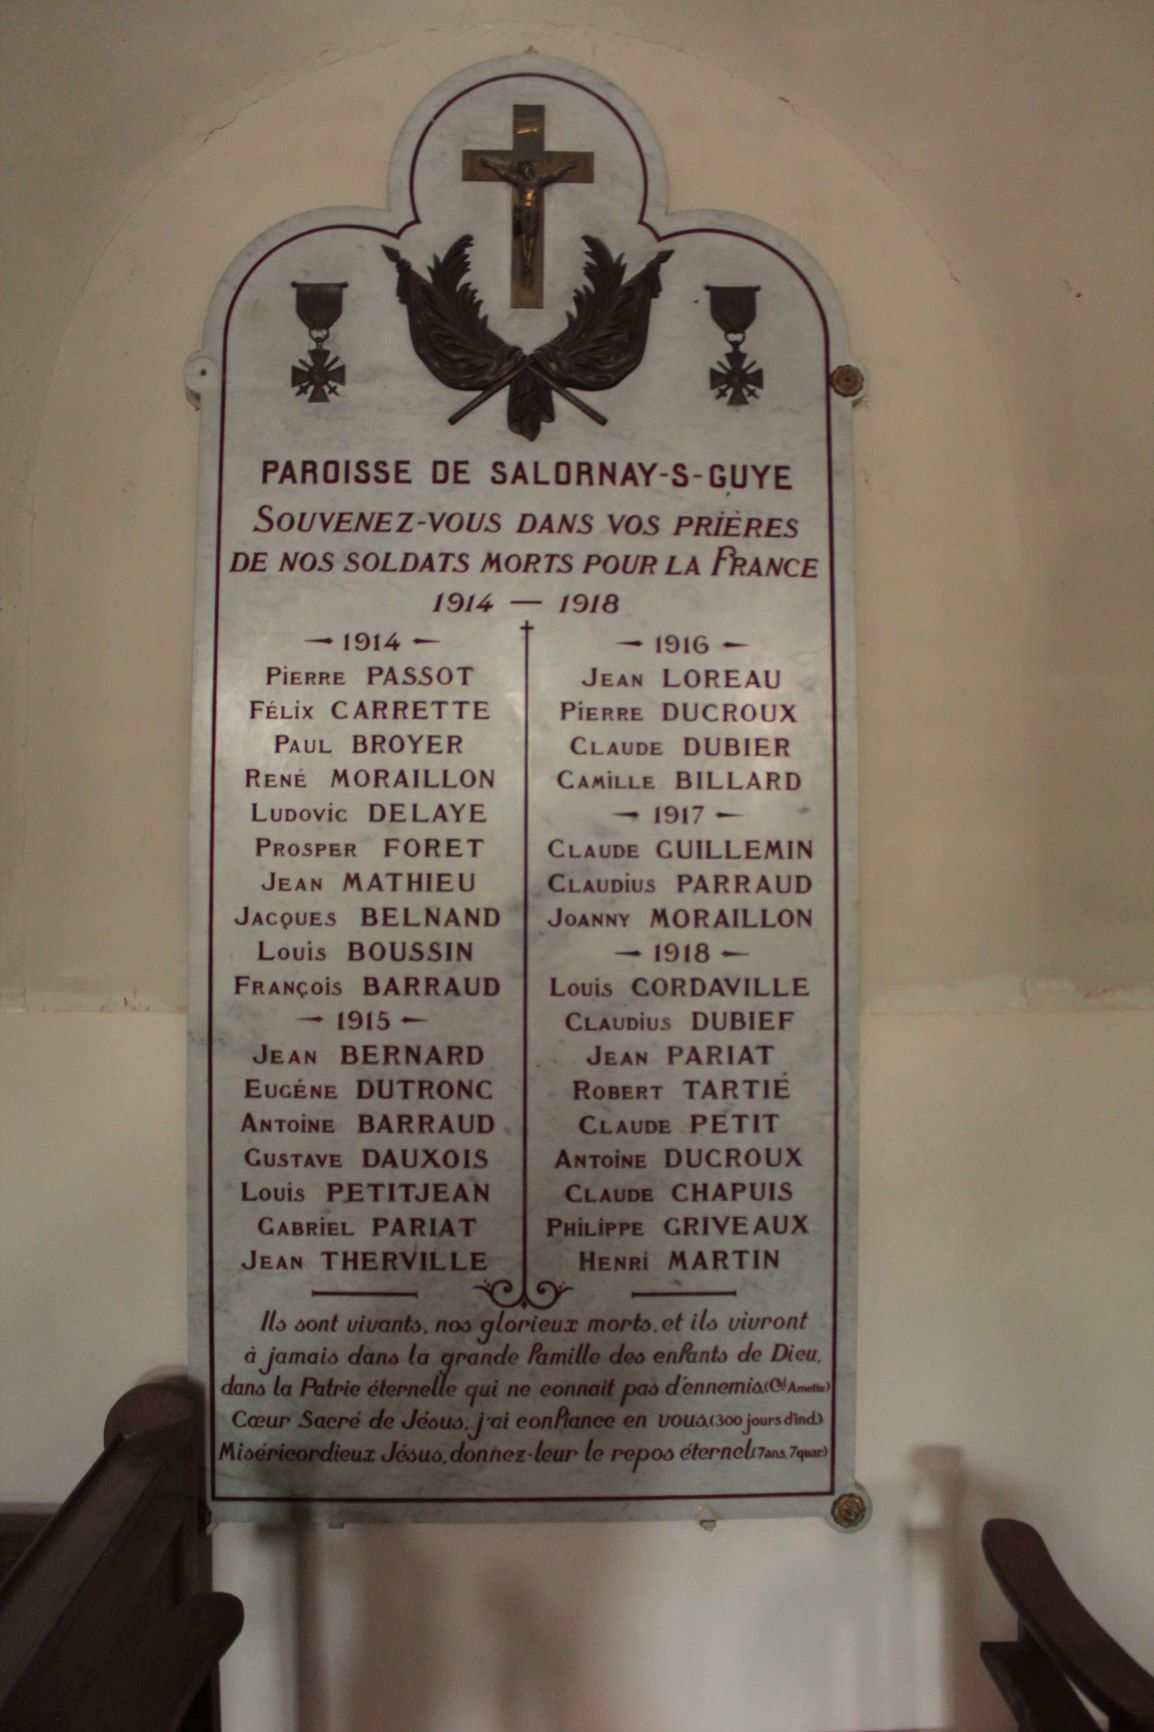 PAROISSE DE SALORNAY-S-GUYE
SOUVENEZ-VOUS DANS VOS PRIÈRES
DE NOS SOLDATS MORTS POUR LA FRANCE
1914 — 1918
1914
PIERRE PASSOT
FÉLIX CARRETTE
PAUL BROYER
RENÉ MORAILLON
LUDOVIC DELAYE
PROSPER FORET
JEAN MATHIEU
JACQUES BELNAND
LOUIS BOUSSIN
FRANÇOIS BARRAUD
1915
JEAN BERNARD
EUGÉNE DUTRONC
ANTOINE BARRAUD
GUSTAVE DAUXOIS
LOUIS PETITJEAN
GABRIEL PARIAT
JEAN THERVILLE
1916
JEAN LOREAU
PIERRE DUCROUX
CLAUDE DUBIER
CAMILLE BILLARD
1917
CLAUDE GUILLEMIN
CLAUDIUS PARRAUD
JOANNY MORAILLON
1918
LOUIS CORDAVILLE
CLAUDIUS DUBIEF
JEAN PARIAT
ROBERT TARTIÉ
CLAUDE PETIT
ANTOINE DUCROUX
CLAUDE CHAPUIS
PHILIPPE GRIVEAUX
HENRI MARTIN
Ils sont vivants, nos glorieux morts, et ils vivront
à jamais dans la grande famille des enfants de Dieu,
dans la Patrie éternelle qui ne connait pas d'ennemis. (Cal Amette)
Cœur Sacré de Jésus, j'ai confiance en vous. (300 jours d'ind.)
Miséricordieux Jésus, donnez-leur le repos éternel. (7 ans, 7 quar.)